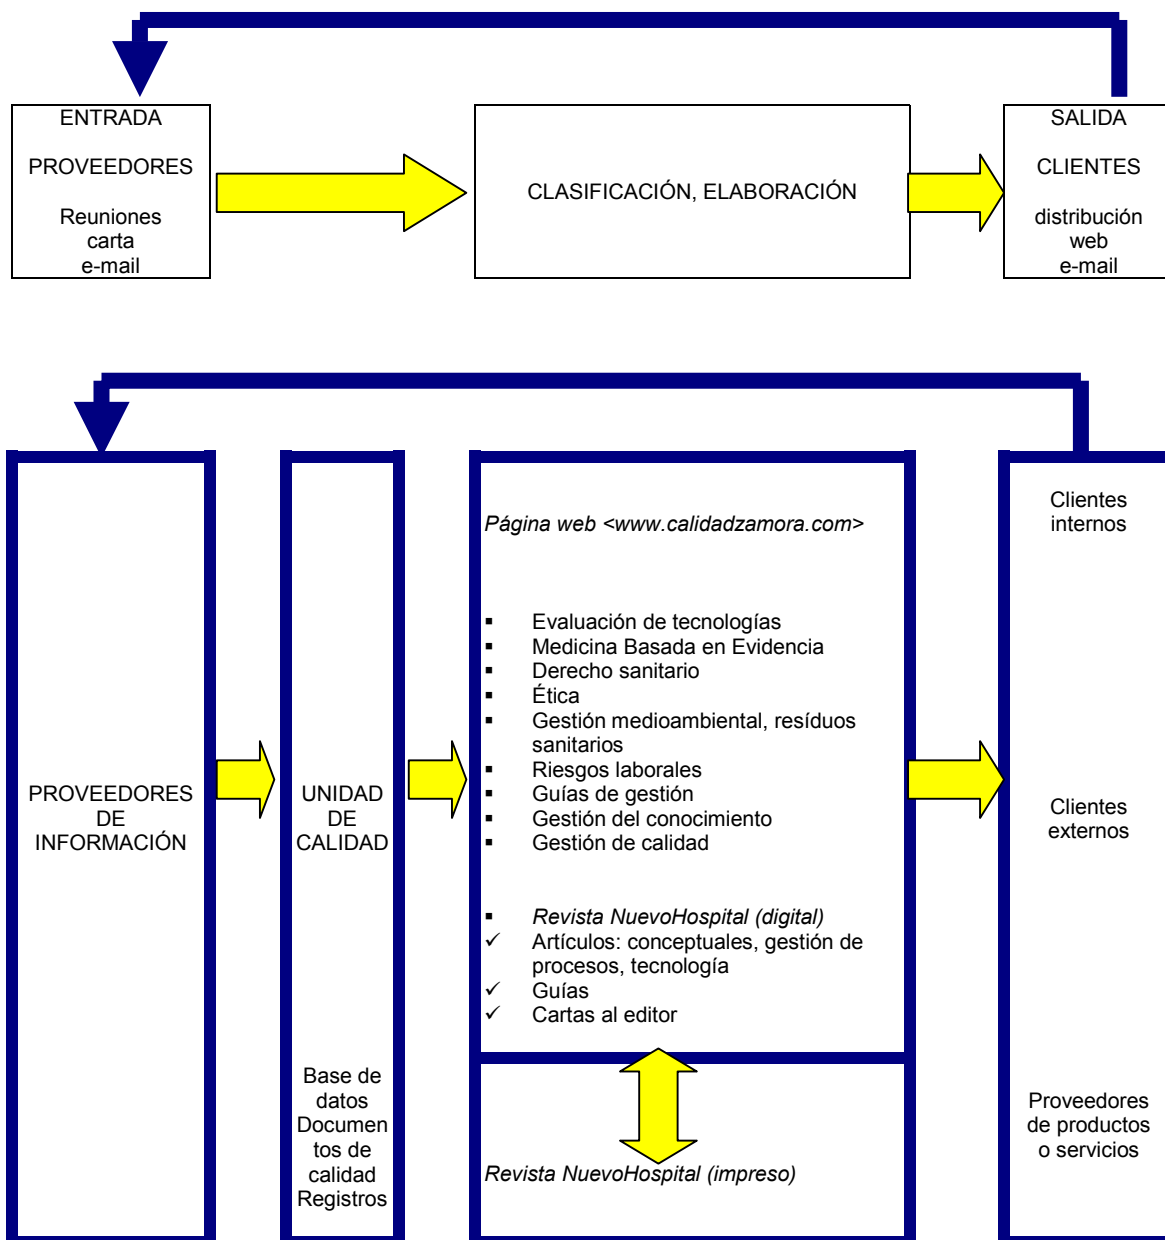 ENTRADA
PROVEEDORES
Reuniones
carta
e-mail
CLASIFICACIÓN, ELABORACIÓN
SALIDA
CLIENTES
distribución
web
e-mail
PROVEEDORES
DE
INFORMACIÓN
UNIDAD
DE
CALIDAD
Base de
datos
Documen
tos de
calidad
Registros
Página web <www.calidadzamora.com>
▪ Evaluación de tecnologías
▪ Medicina Basada en Evidencia
▪ Derecho sanitario
▪ Ética
▪ Gestión medioambiental, resíduos
sanitarios
▪ Riesgos laborales
▪ Guías de gestión
▪ Gestión del conocimiento
▪ Gestión de calidad
▪ Revista NuevoHospital (digital)
✓ Artículos: conceptuales, gestión de
procesos, tecnología
✓ Guías
✓ Cartas al editor
Revista NuevoHospital (impreso)
Clientes
internos
Clientes
externos
Proveedores
de productos
o servicios